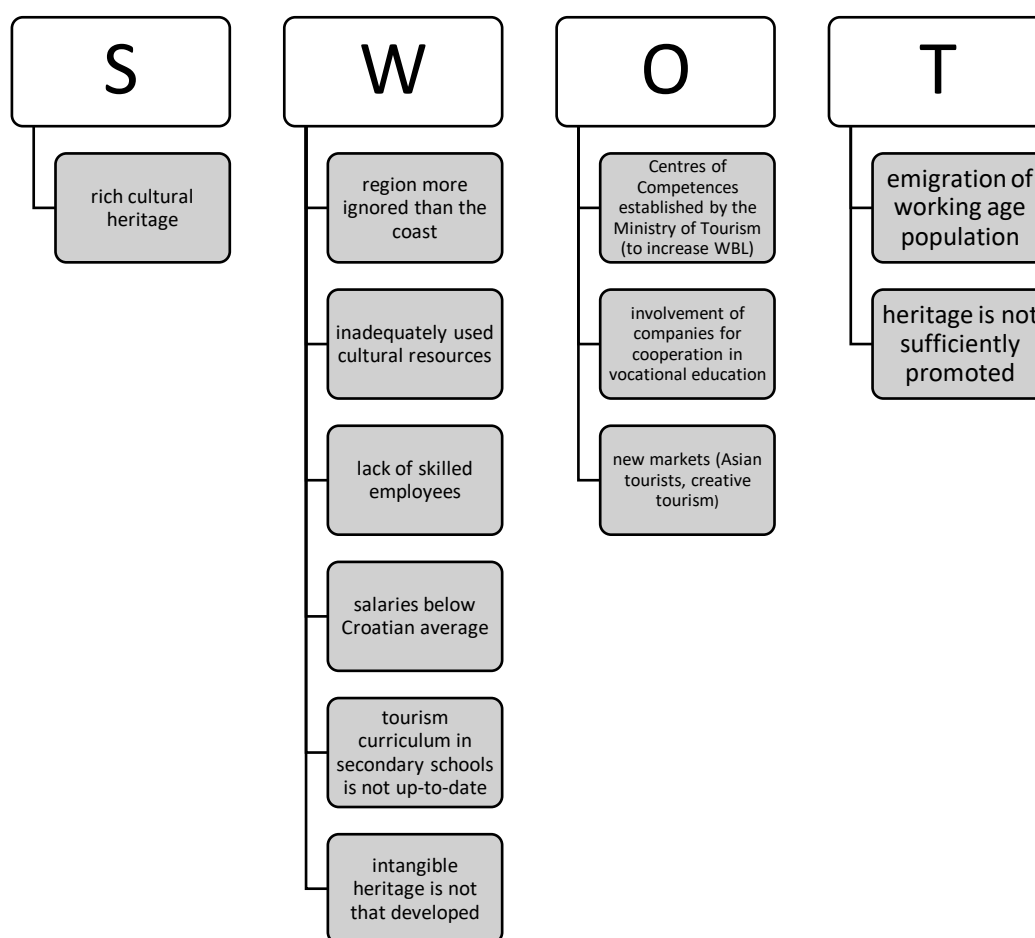 S
rich cultural
heritage
W
region more
ignored than the
coast
inadequately used
cultural resources
lack of skilled
employees
salaries below
Croatian average
tourism
curriculum in
secondary schools
is not up-to-date
intangible
heritage is not
that developed
O
Centres of
Competences
established by the
Ministry of Tourism
(to increase WBL)
involvement of
companies for
cooperation in
vocational education
new markets (Asian
tourists, creative
tourism)
T
emigration of
working age
population
heritage is not
sufficiently
promoted